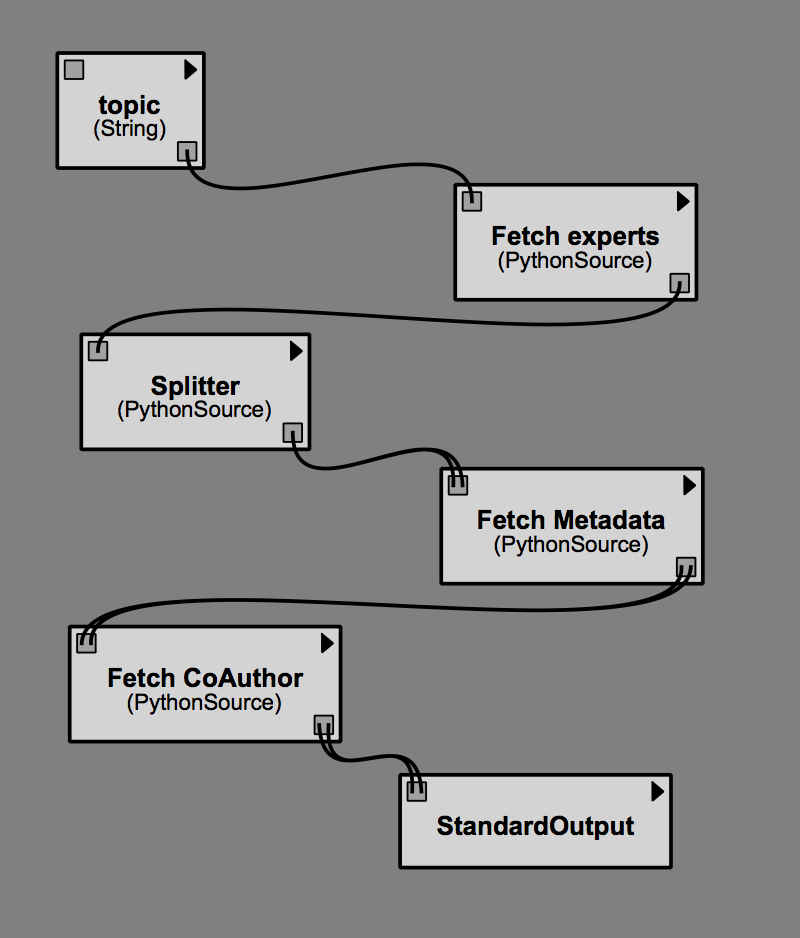 topic
(String)
Fetch experts
(PythonSource)
Splitter
(PythonSource)
Fetch Metadata
(PythonSource)
Fetch CoAuthor
(PythonSource)
StandardOutput